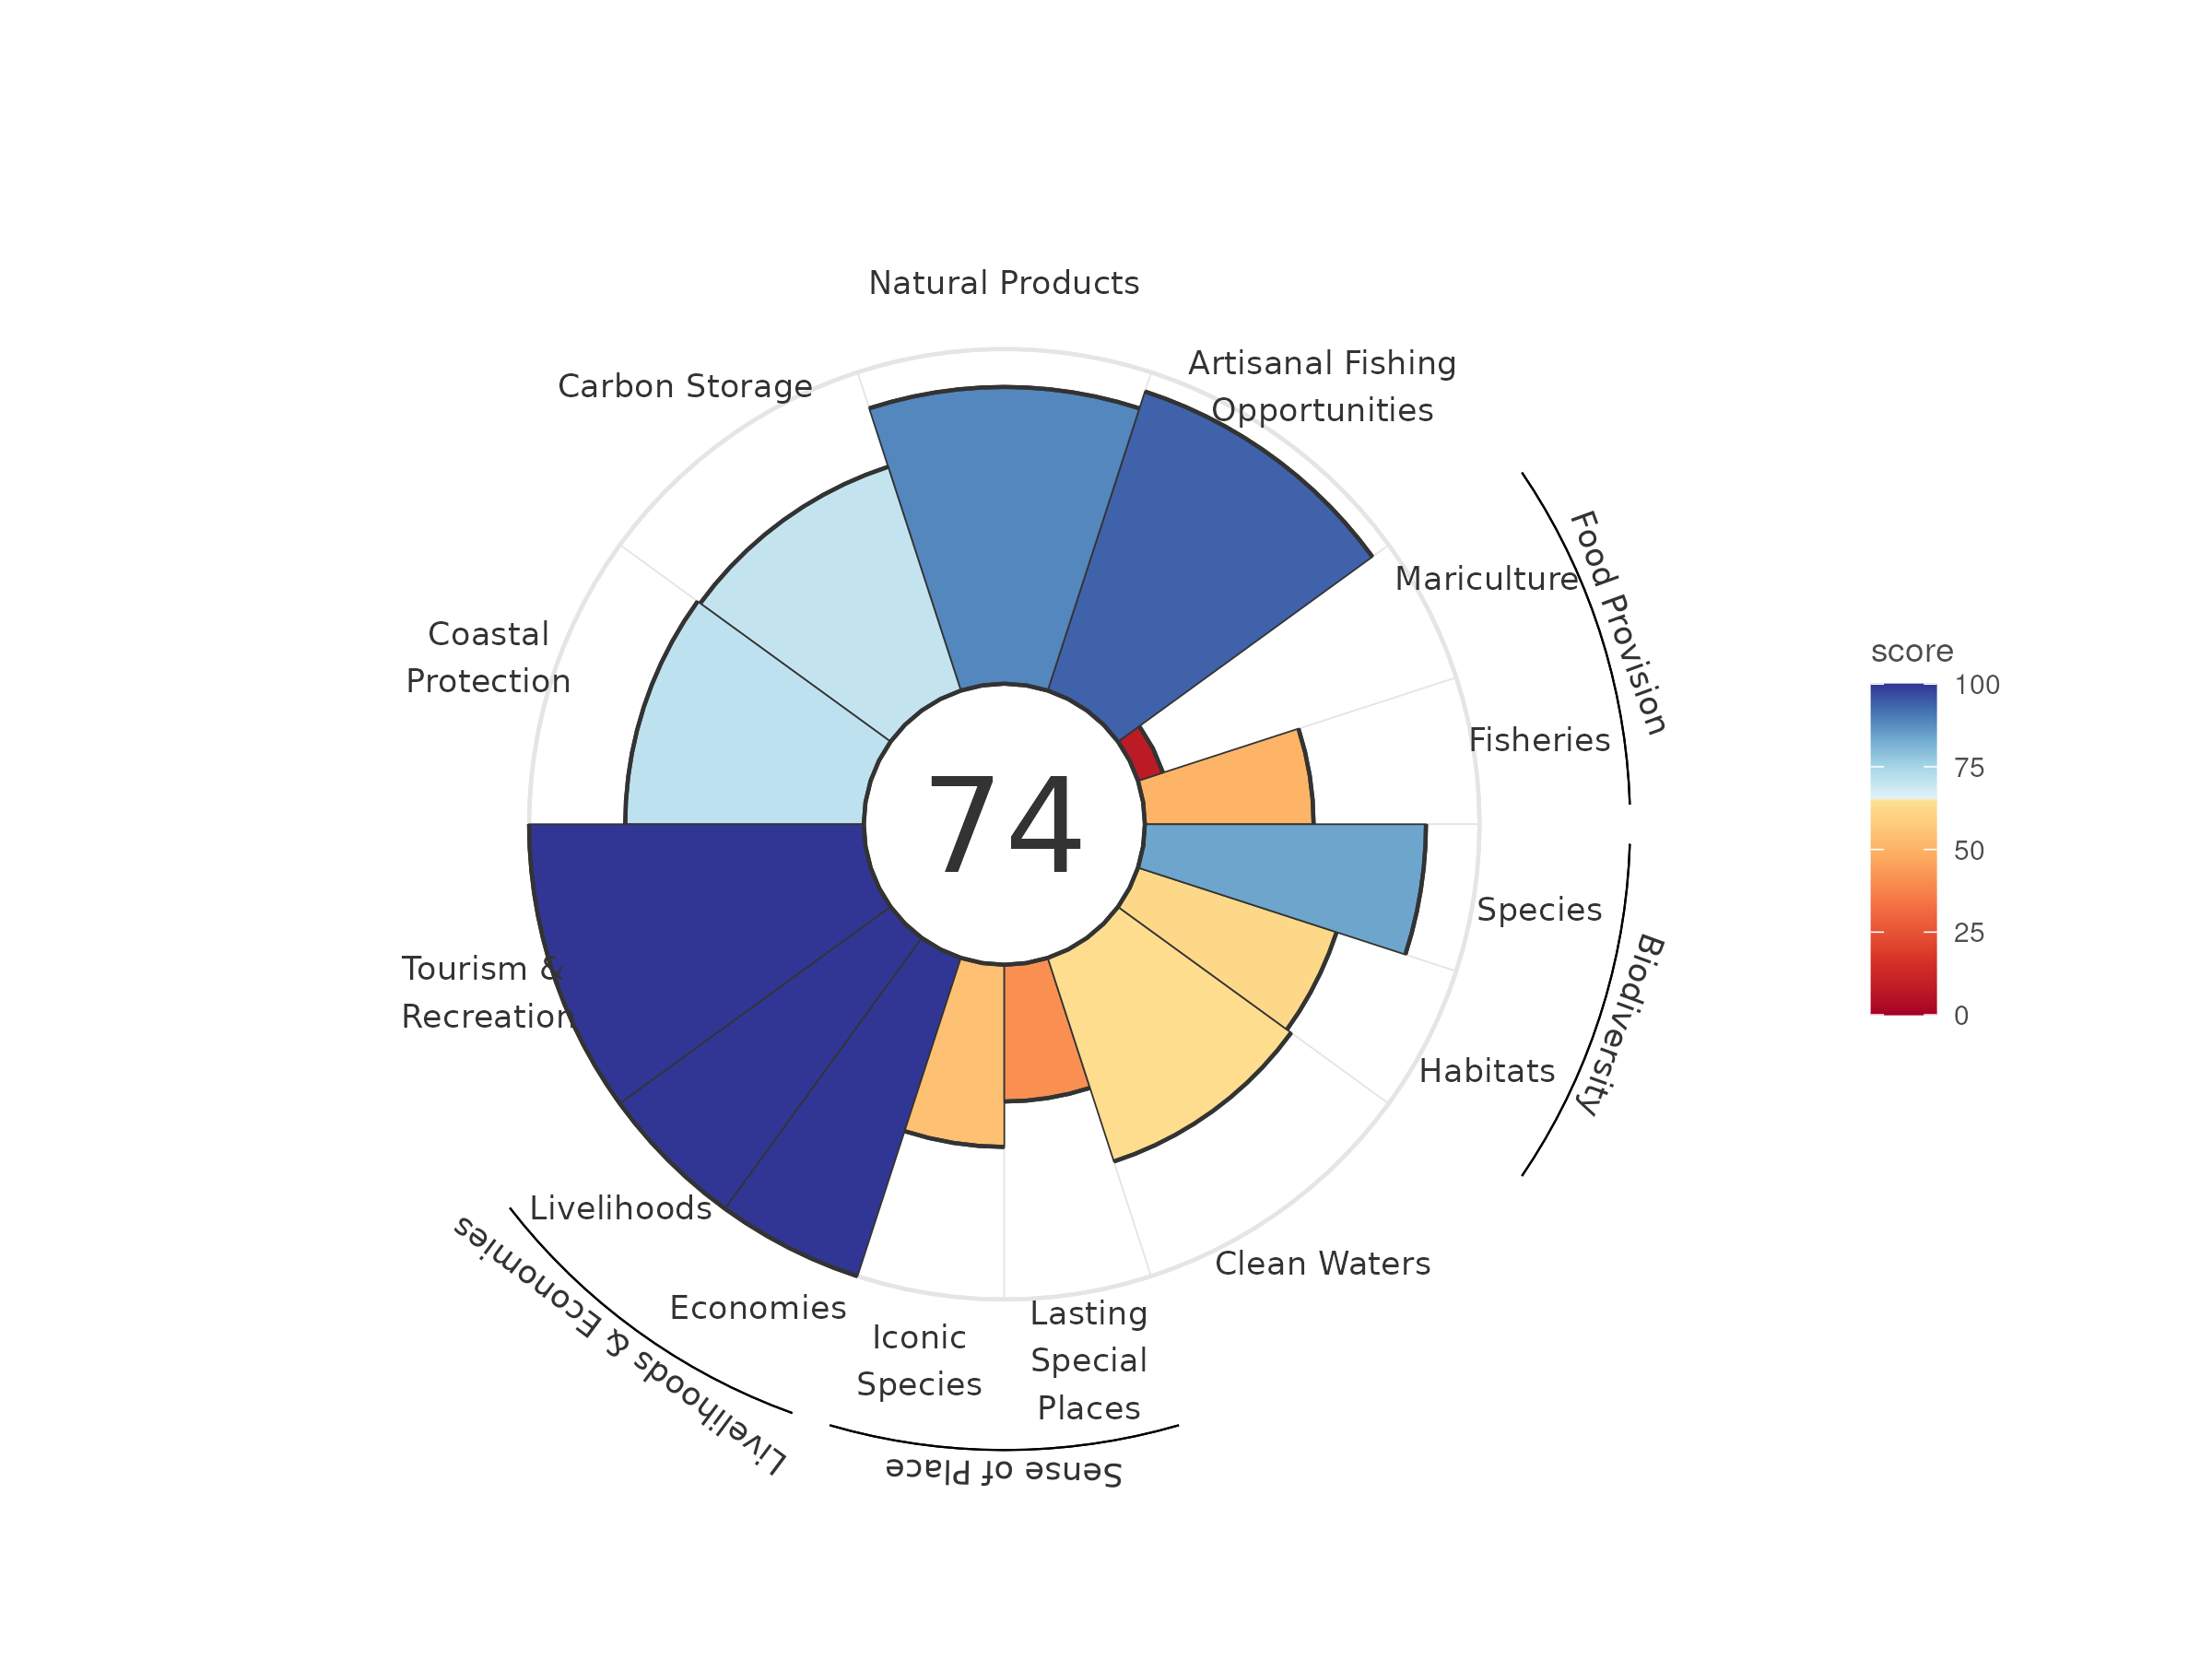 Natural Products
Artisanal Fishing
Opportunities
Carbon Storage
Mariculture
Food Provision
Coastal
Protection
Fisheries
score
100
75
50
25
0
74
Species
Biodiversity
Tourism &
Recreation
Habitats
Livelihoods
Clean Waters
Economies
Iconic
Species
Lasting
Special
Places
Livelihoods & Economies
Sense of Place